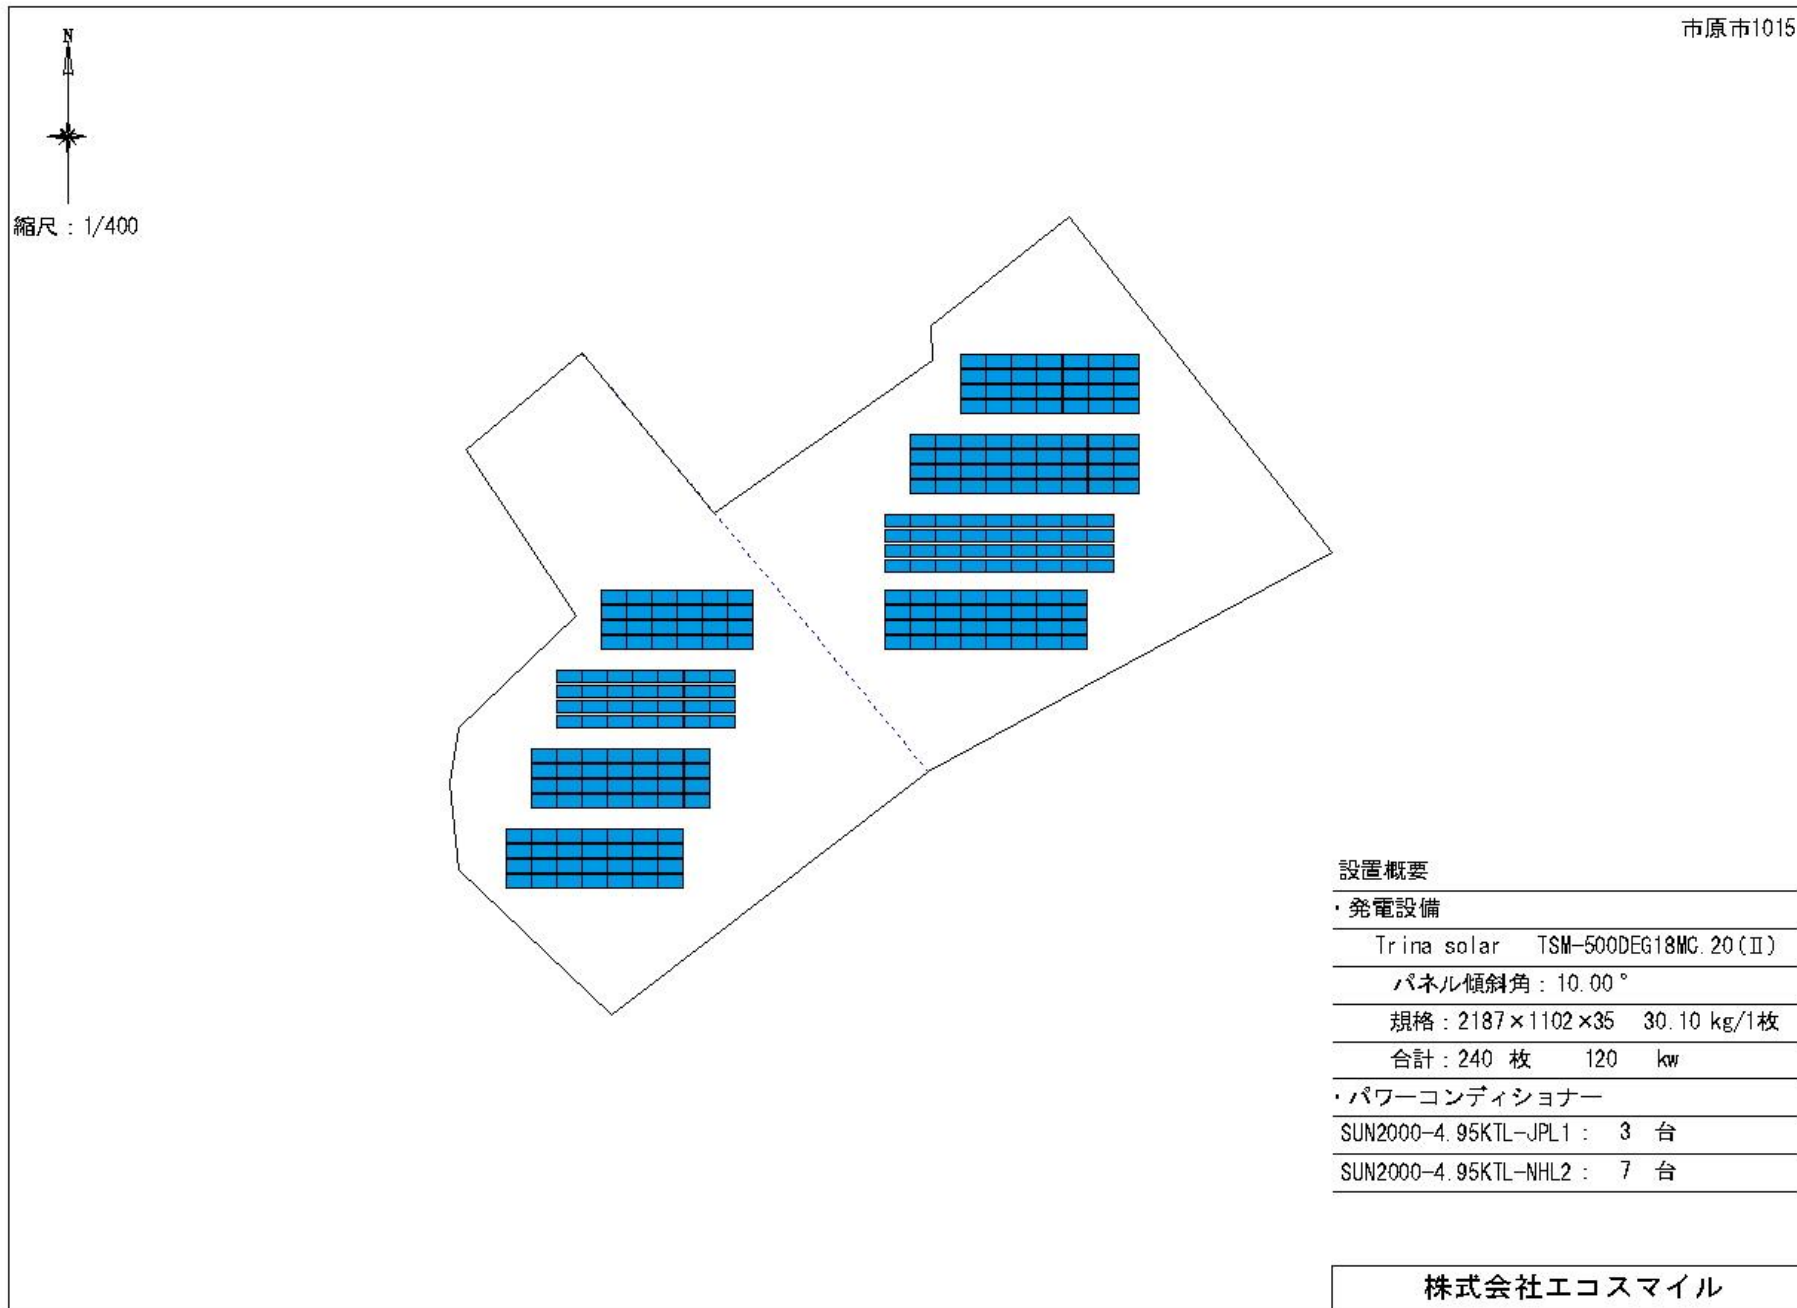 市原市1015
N
縮尺：1/400
設置概要
・発電設備
Trina solar TSM-500DEG18MC.20(Ⅱ)
パネル傾斜角：10.00°
規格：2187×1102×35 30.10 kg/1枚
合計：240 枚 120 kw
・パワーコンディショナー
SUN2000-4.95KTL-JPL1： 3 台
SUN2000-4.95KTL-NHL2： 7 台
株式会社エコスマイル